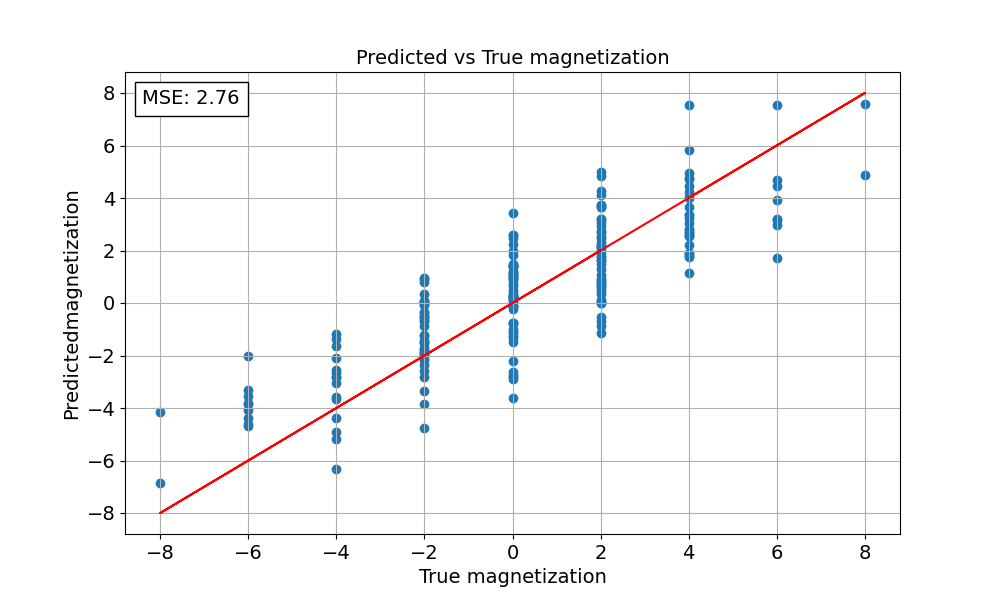 Predicted vs True magnetization
MSE: 2.76
8
6
4
2
0
−2
−4
−6
−8
Predictedmagnetization
−8 −6 −4 −2 0 2 4 6 8
True magnetization